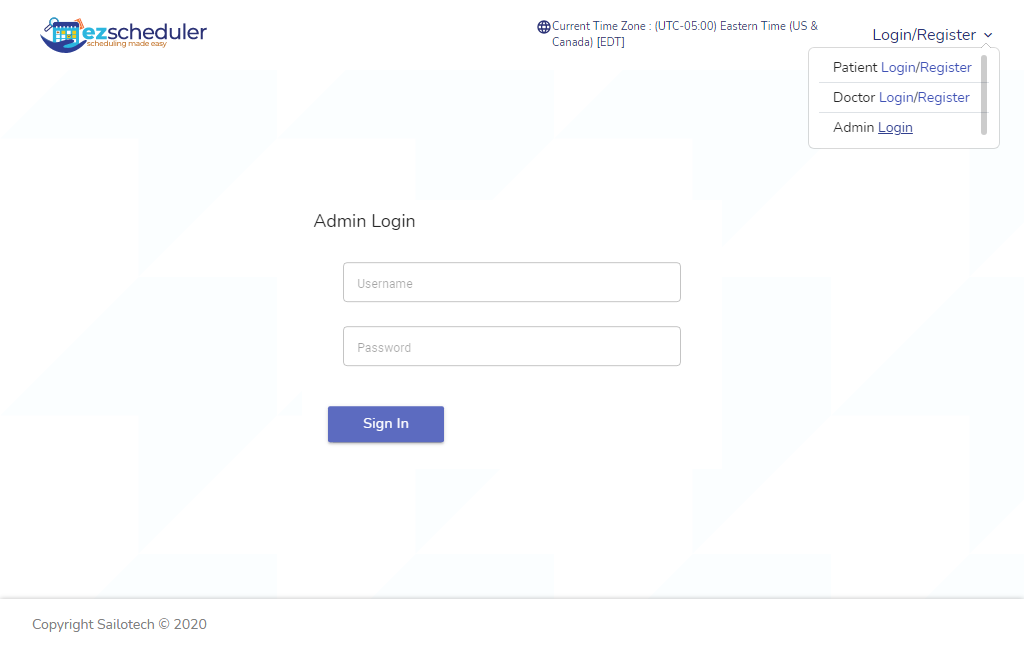 ezscheduler
scheduling made easy
Current Time Zone : (UTC-05:00) Eastern Time (US &
Canada) [EDT]
Login/Register
Patient Login/Register
Doctor Login/Register
Admin Login
Admin Login
Username
Password
Sign In
Copyright Sailotech © 2020